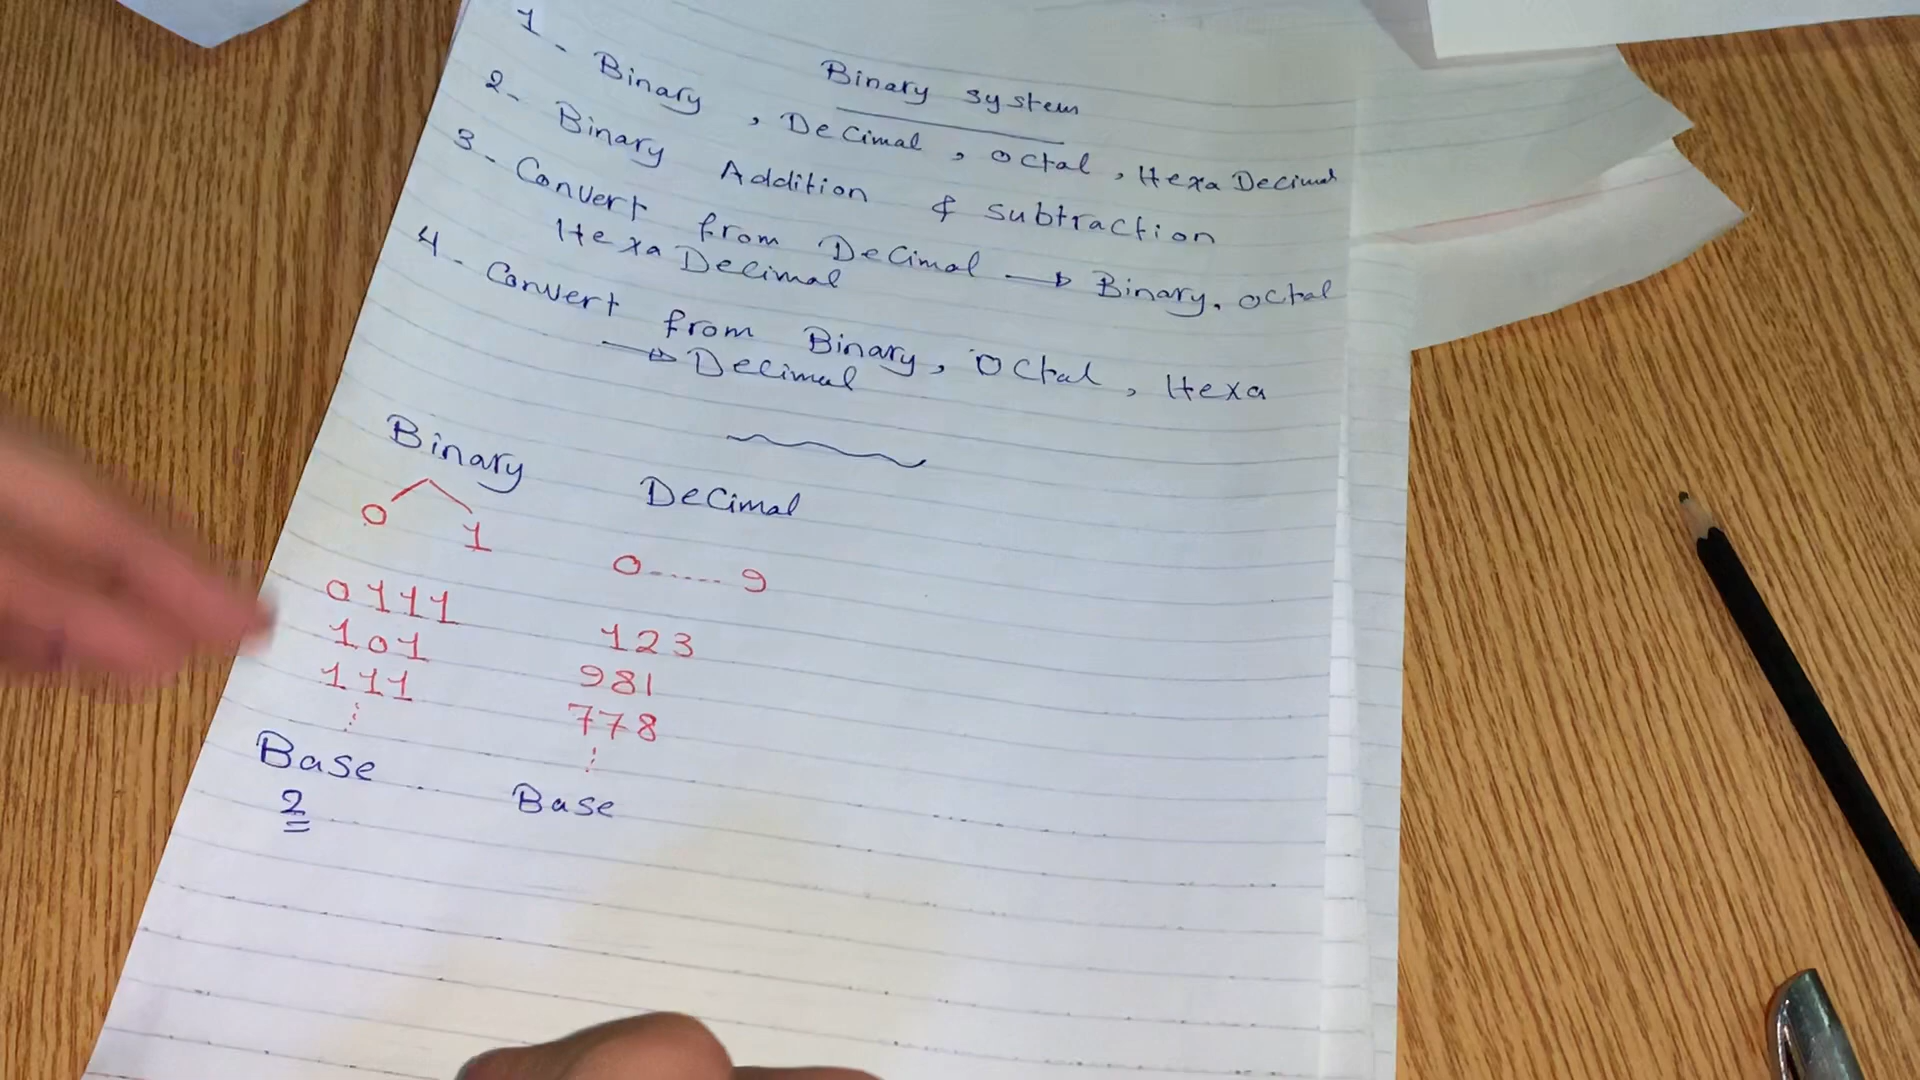 Binary system
1- Binary, Decimal, octal, Hexa Decimal
2- Binary Addition & subtraction
3- Convert from Decimal → Binary, octal
Hexa Decimal
4- Convert from Binary, Octal, Hexa
→ Decimal
Binary Decimal
0 1
0 ...... 9
0111 123
101 981
111 778
Base Base
2